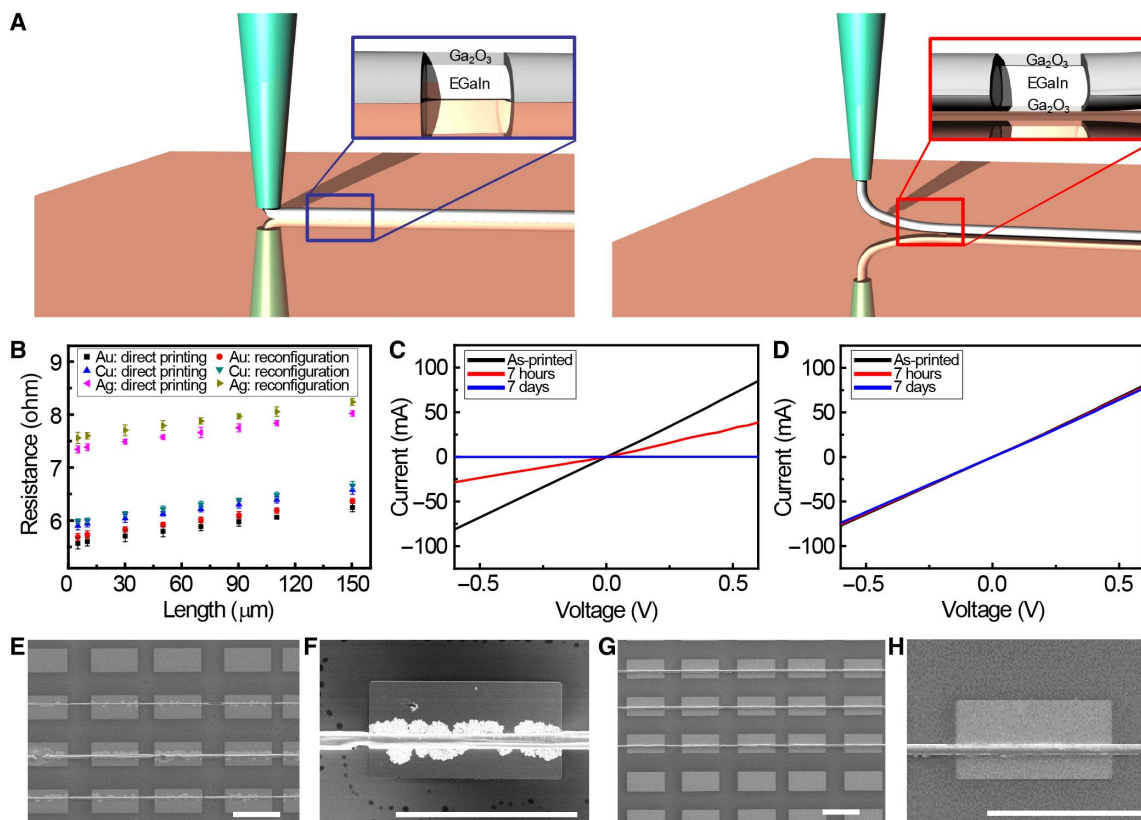 A
Ga₂O₃
EGaIn
Ga₂O₃
EGaIn
Ga₂O₃
B
Resistance (ohm)
9
8
7
6
Au: direct printing
Au: reconfiguration
Cu: direct printing
Cu: reconfiguration
Ag: direct printing
Ag: reconfiguration
0 30 60 90 120 150
Length (μm)
C
Current (mA)
100
50
0
−50
−100
As-printed
7 hours
7 days
−0.5 0.0 0.5
Voltage (V)
D
Current (mA)
100
50
0
−50
−100
As-printed
7 hours
7 days
−0.5 0.0 0.5
Voltage (V)
E
F
G
H